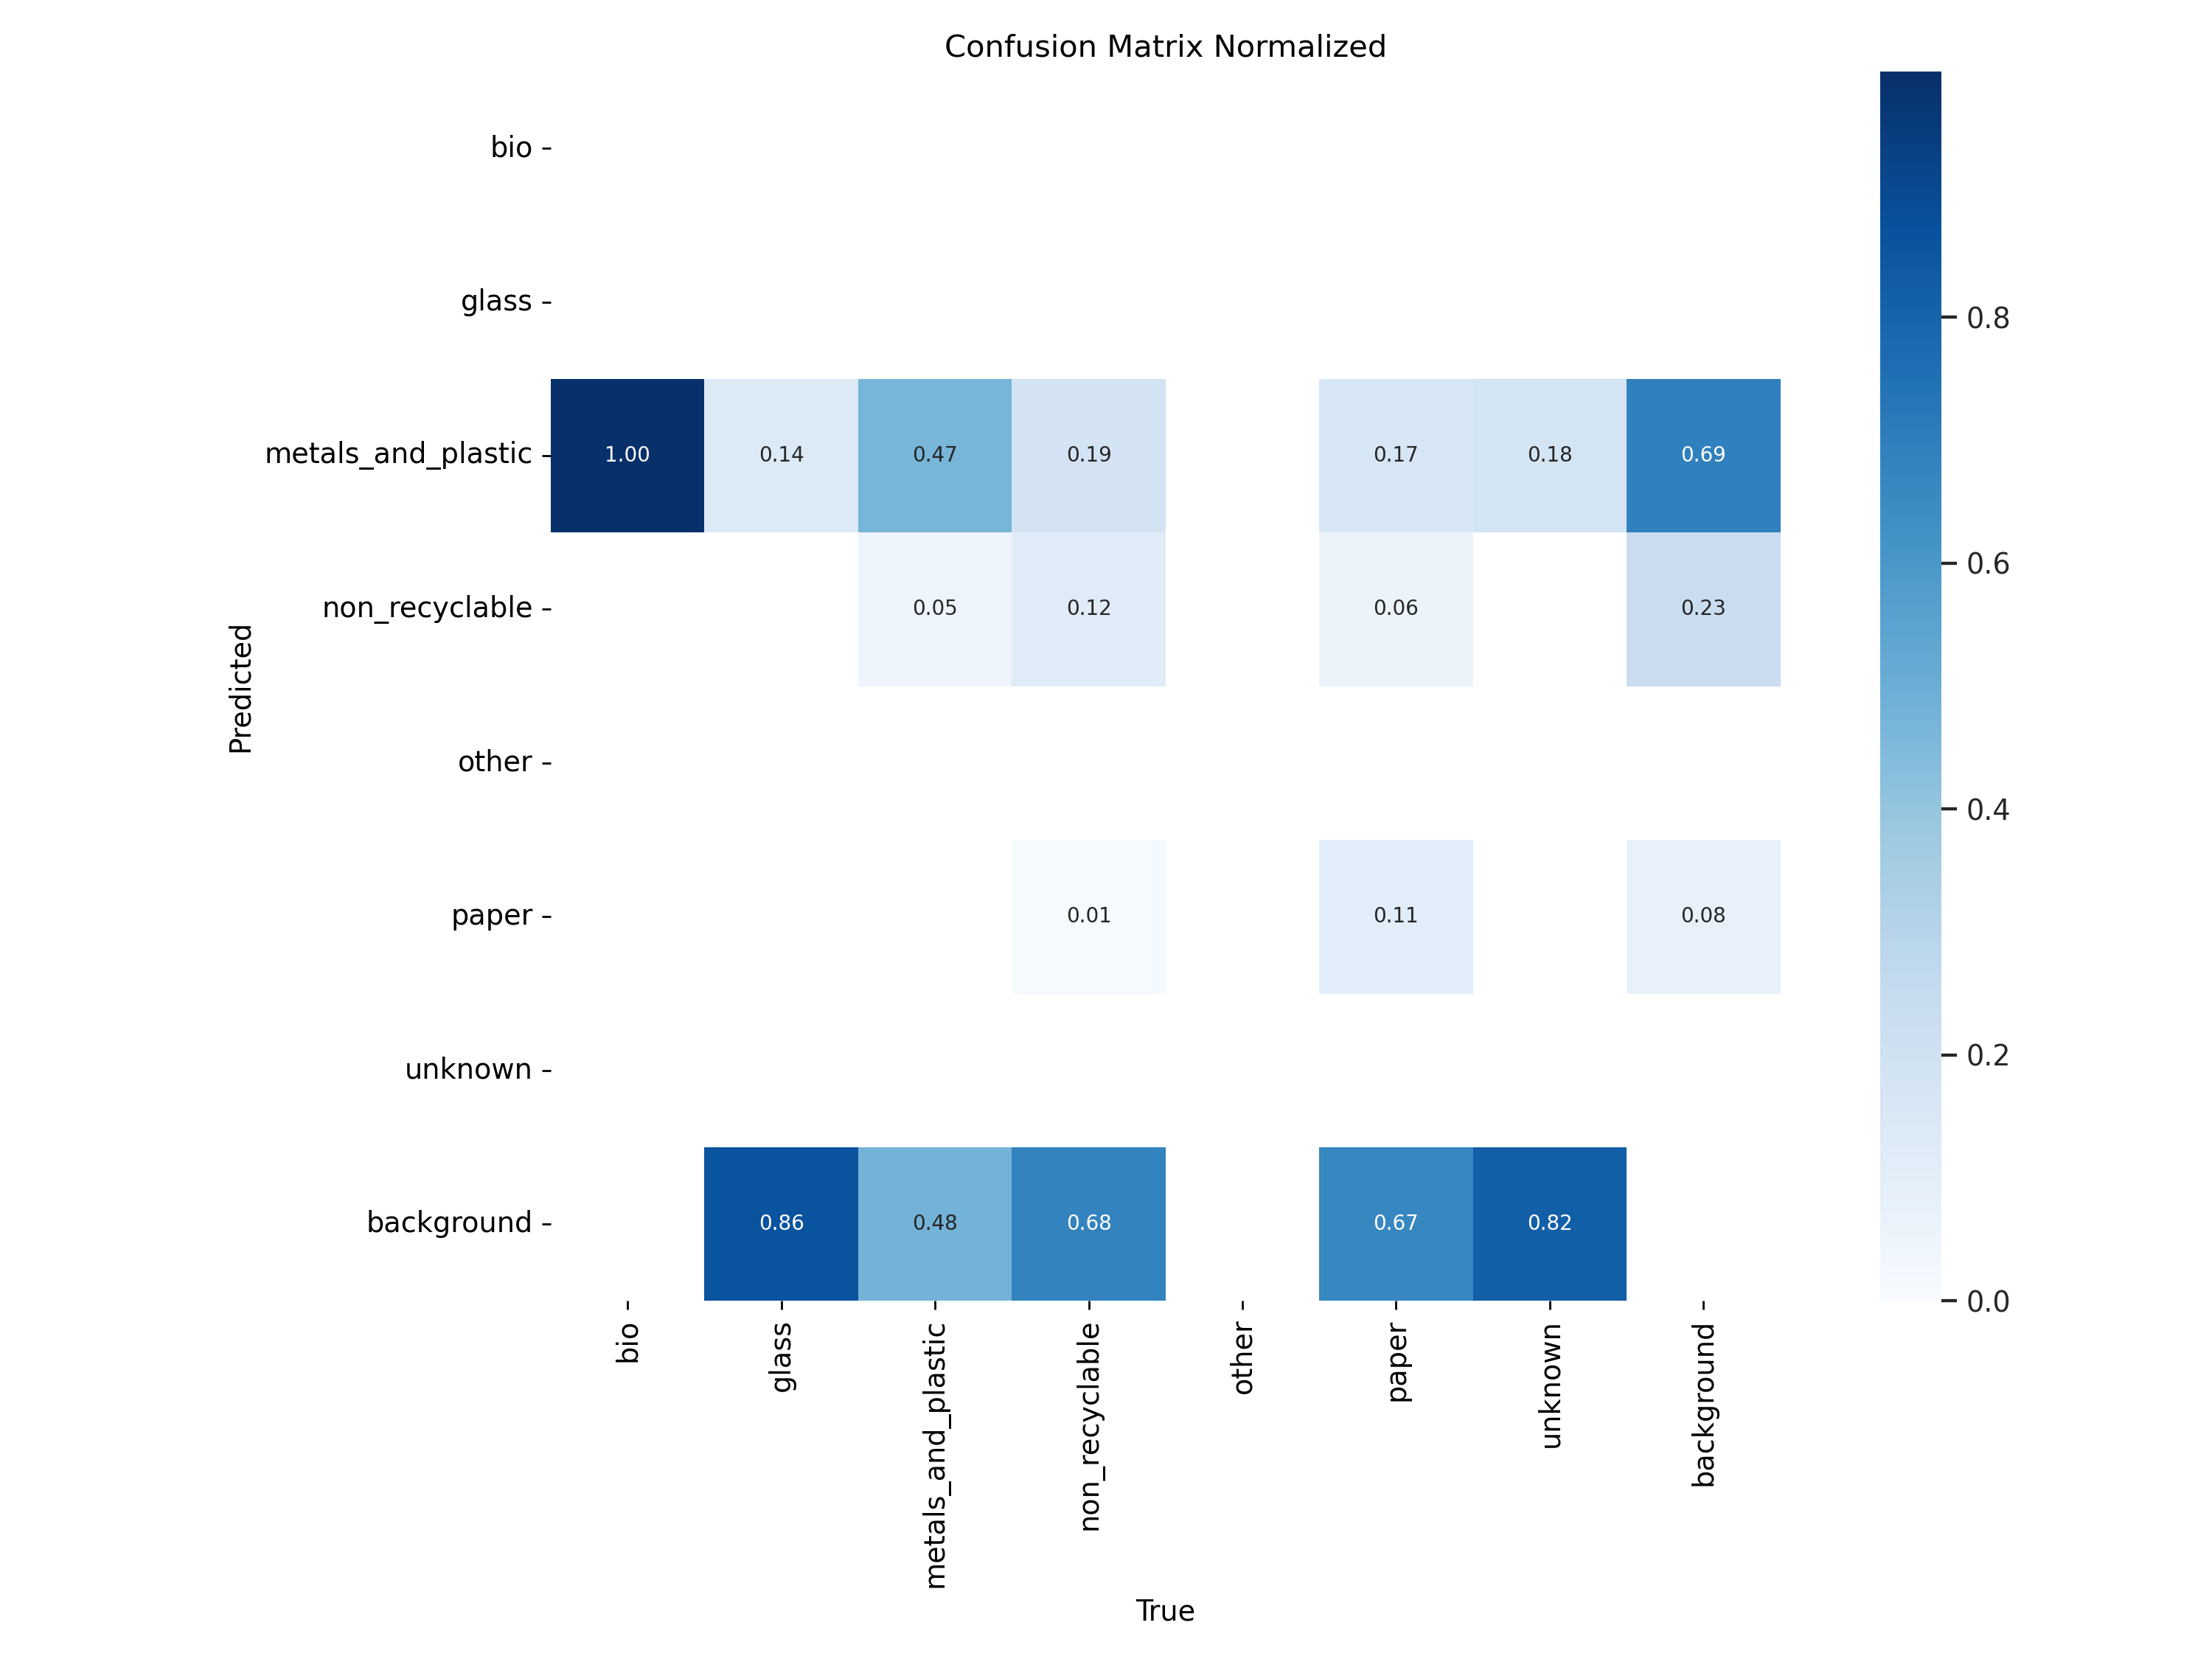 Confusion Matrix Normalized
bio
glass
metals_and_plastic
1.00 0.14 0.47 0.19 0.17 0.18 0.69
non_recyclable
0.05 0.12 0.06 0.23
other
paper
0.01 0.11 0.08
unknown
background
0.86 0.48 0.68 0.67 0.82
Predicted
bio
glass
metals_and_plastic
non_recyclable
other
paper
unknown
background
True
0.8
0.6
0.4
0.2
0.0